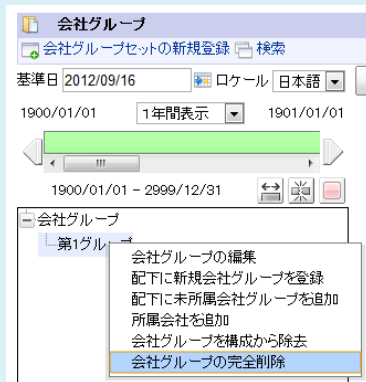 会社グループ
会社グループセットの新規登録 検索
基準日 2012/09/16 ロケール 日本語
1900/01/01 1年間表示 1901/01/01
1900/01/01 - 2999/12/31
会社グループ
第1グループ
会社グループの編集
配下に新規会社グループを登録
配下に未所属会社グループを追加
所属会社を追加
会社グループを構成から除去
会社グループの完全削除